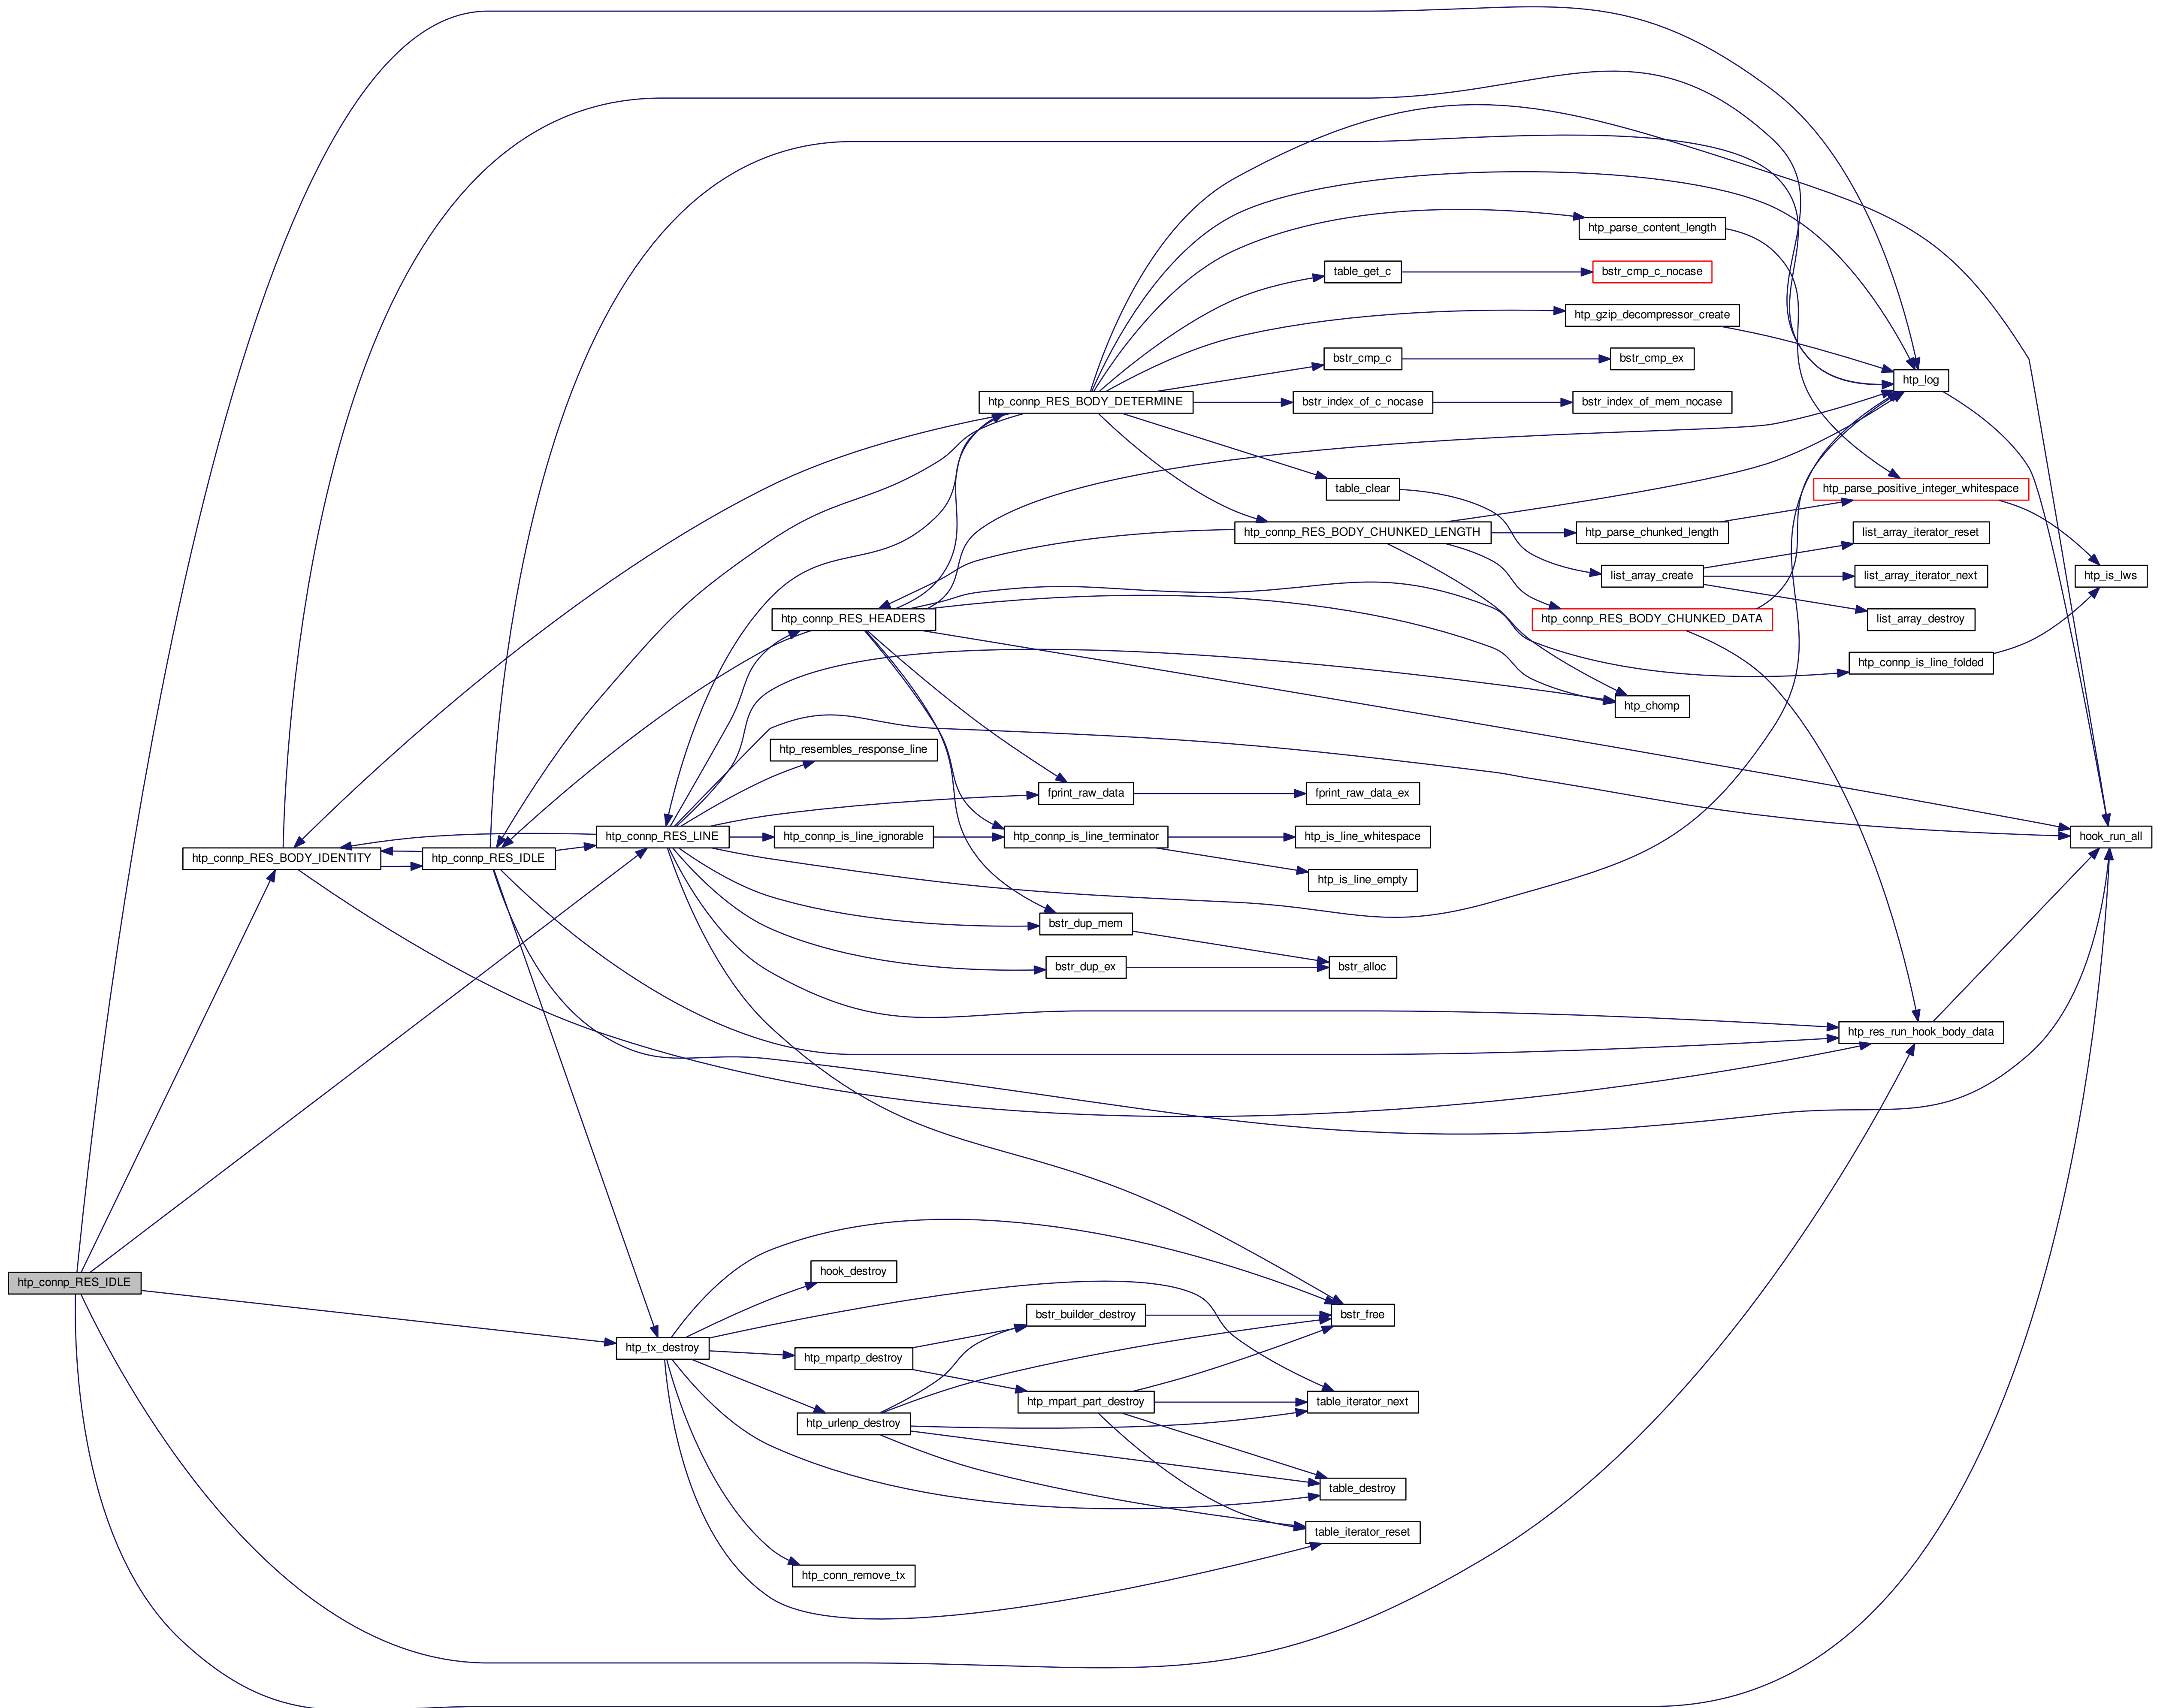 htp_parse_content_length
table_get_c
bstr_cmp_c_nocase
htp_gzip_decompressor_create
bstr_cmp_c
bstr_cmp_ex
htp_log
htp_connp_RES_BODY_DETERMINE
bstr_index_of_c_nocase
bstr_index_of_mem_nocase
table_clear
htp_parse_positive_integer_whitespace
htp_connp_RES_BODY_CHUNKED_LENGTH
htp_parse_chunked_length
list_array_iterator_reset
list_array_create
list_array_iterator_next
htp_is_lws
htp_connp_RES_HEADERS
htp_connp_RES_BODY_CHUNKED_DATA
list_array_destroy
htp_connp_is_line_folded
htp_chomp
htp_resembles_response_line
fprint_raw_data
fprint_raw_data_ex
htp_connp_RES_LINE
htp_connp_is_line_ignorable
htp_connp_is_line_terminator
htp_is_line_whitespace
hook_run_all
htp_connp_RES_BODY_IDENTITY
htp_connp_RES_IDLE
htp_is_line_empty
bstr_dup_mem
bstr_dup_ex
bstr_alloc
htp_res_run_hook_body_data
hook_destroy
htp_connp_RES_IDLE
bstr_builder_destroy
bstr_free
htp_tx_destroy
htp_mpartp_destroy
htp_mpart_part_destroy
table_iterator_next
htp_urlenp_destroy
table_destroy
table_iterator_reset
htp_conn_remove_tx